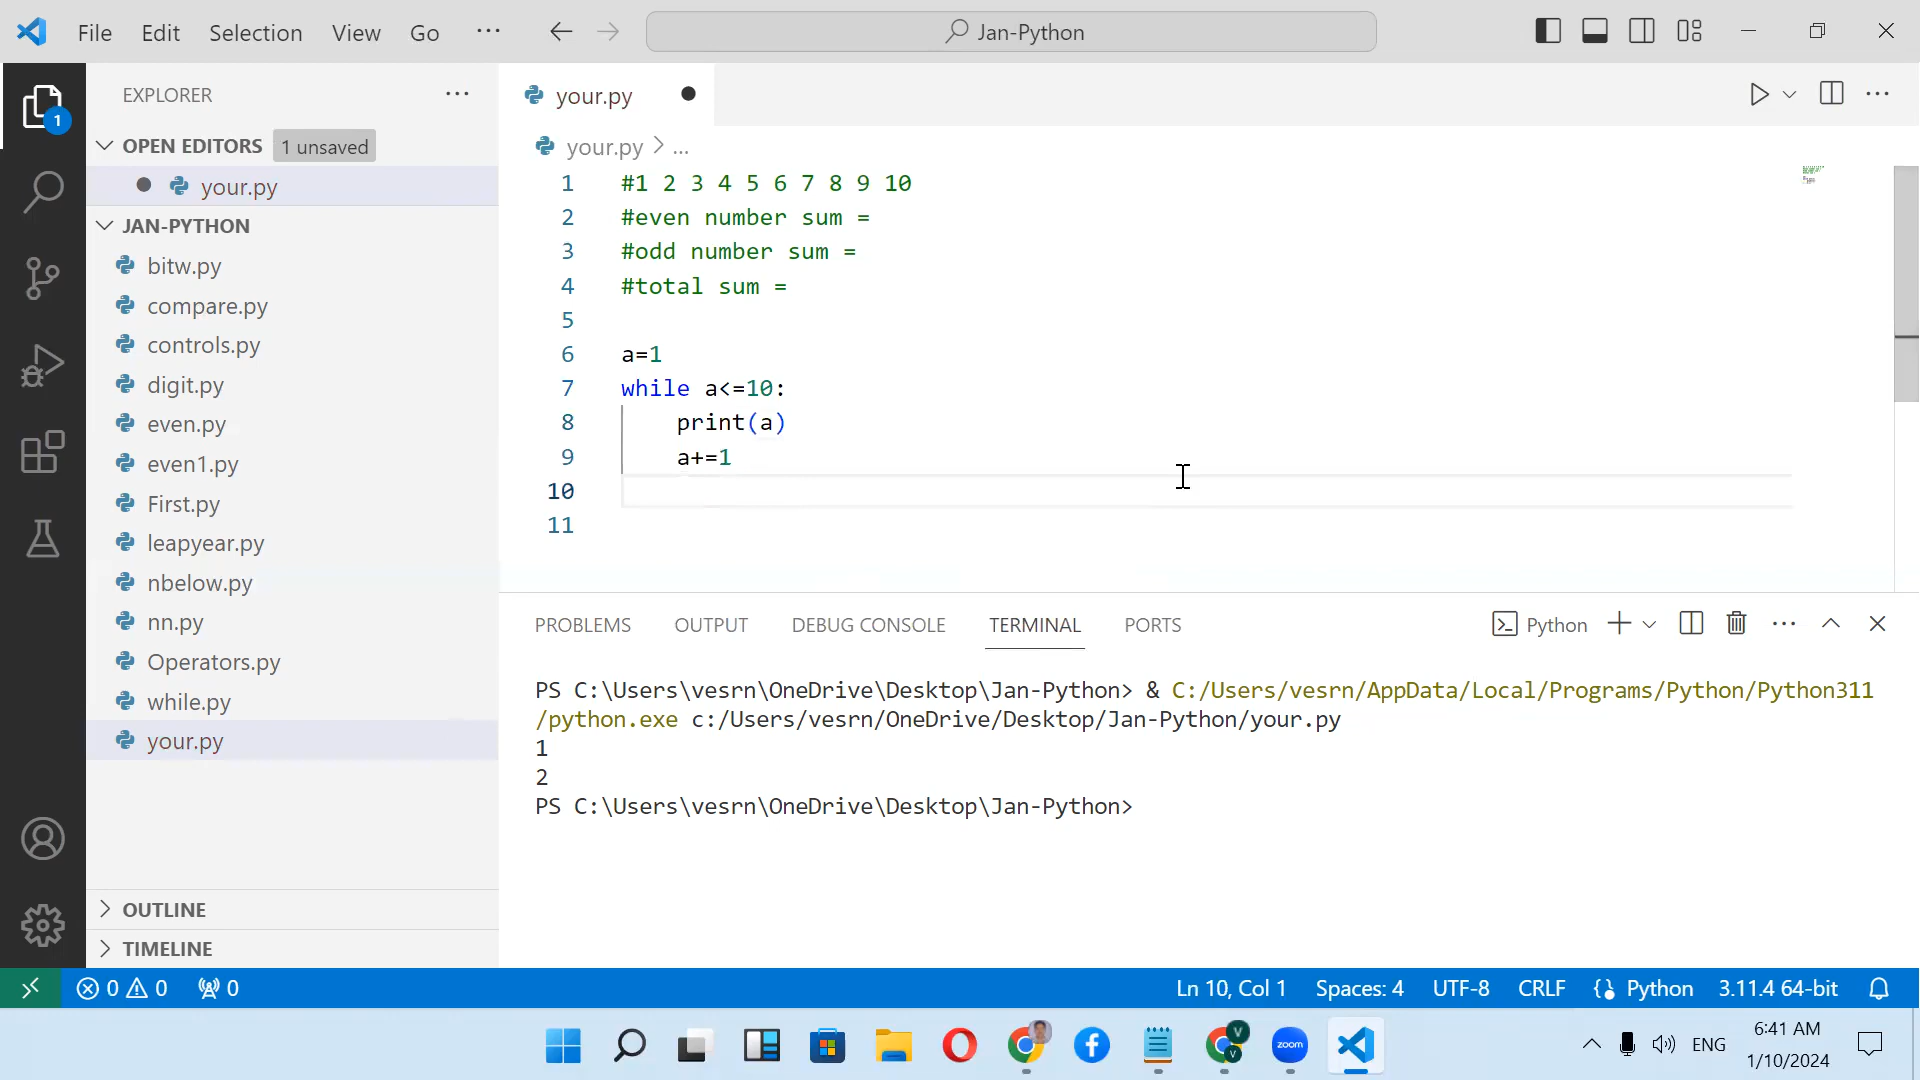 File Edit Selection View Go ··· Jan-Python
EXPLORER
OPEN EDITORS 1 unsaved
your.py
JAN-PYTHON
bitw.py
compare.py
controls.py
digit.py
even.py
even1.py
First.py
leapyear.py
nbelow.py
nn.py
Operators.py
while.py
your.py
OUTLINE
TIMELINE
1
your.py
your.py > ...
1 #1 2 3 4 5 6 7 8 9 10
2 #even number sum =
3 #odd number sum =
4 #total sum =
5
6 a=1
7 while a<=10:
8 print(a)
9 a+=1
10
11
PROBLEMS OUTPUT DEBUG CONSOLE TERMINAL PORTS Python
PS C:\Users\vesrn\OneDrive\Desktop\Jan-Python> & C:/Users/vesrn/AppData/Local/Programs/Python/Python311
/python.exe c:/Users/vesrn/OneDrive/Desktop/Jan-Python/your.py
1
2
PS C:\Users\vesrn\OneDrive\Desktop\Jan-Python>
0 0 0 Ln 10, Col 1 Spaces: 4 UTF-8 CRLF Python 3.11.4 64-bit
V V zoom ENG 6:41 AM
1/10/2024